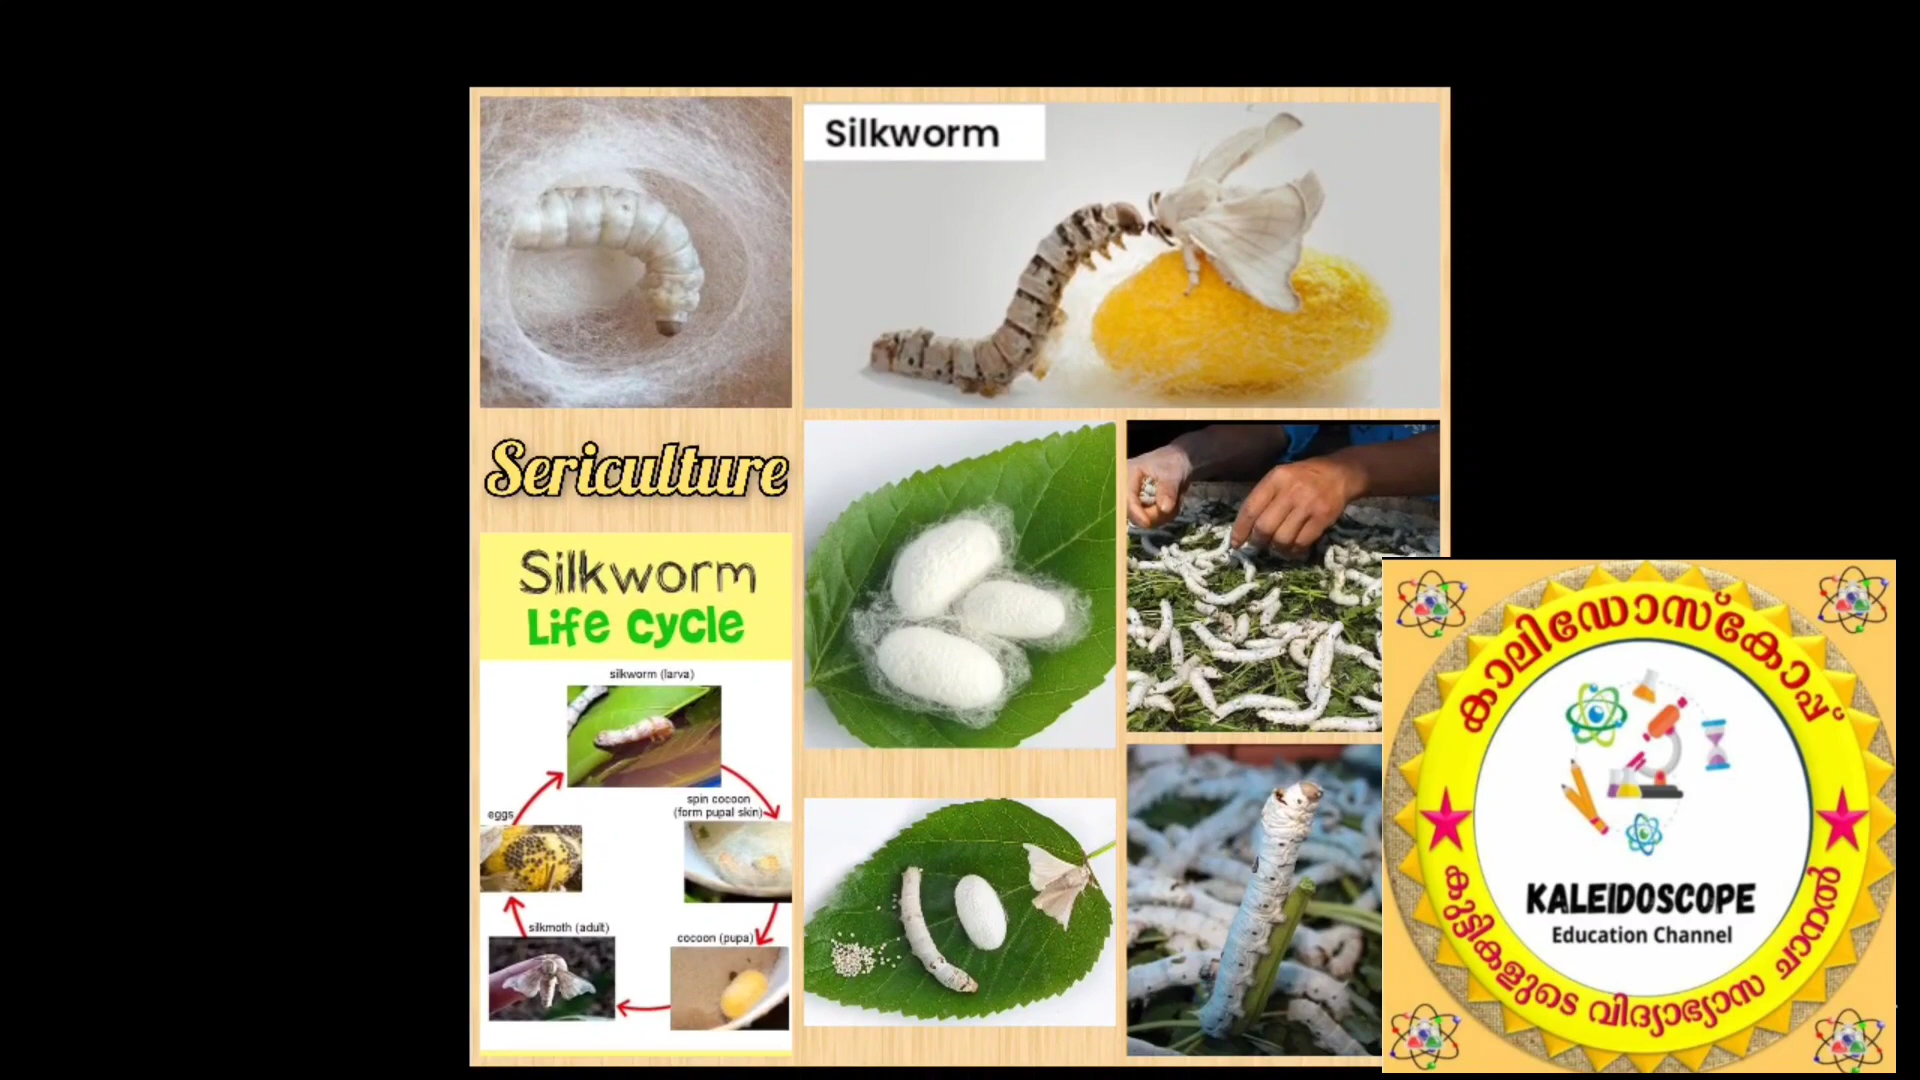 Silkworm
Sericulture
Silkworm
Life Cycle
silkworm (larva)
spin cocoon
(form pupal skin)
eggs
silkmoth (adult)
cocoon (pupa)
കാലിഡോസ്കോപ്പ്
KALEIDOSCOPE
Education Channel
കുട്ടികളുടെ വിദ്യാഭ്യാസ ചാനൽ